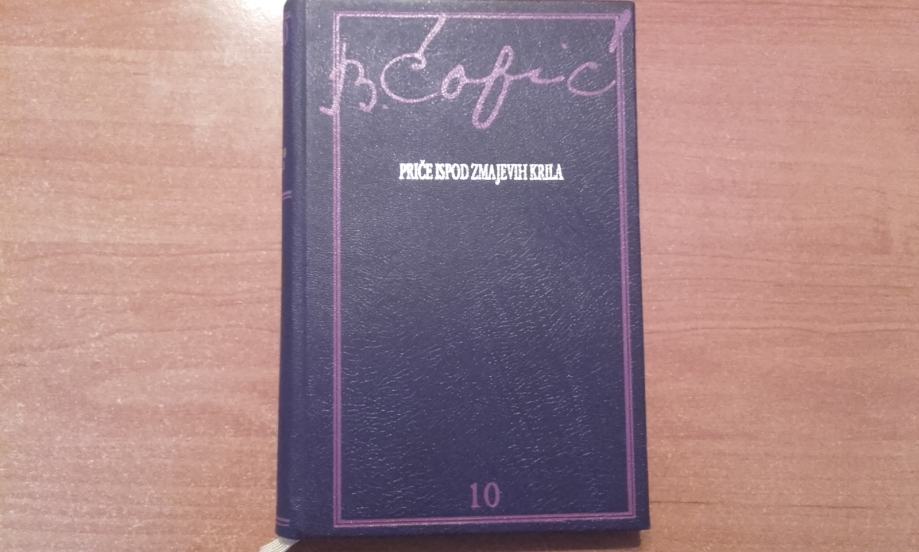 B. Ćopić
PRIČE ISPOD ZMAJEVIH KRILA
10